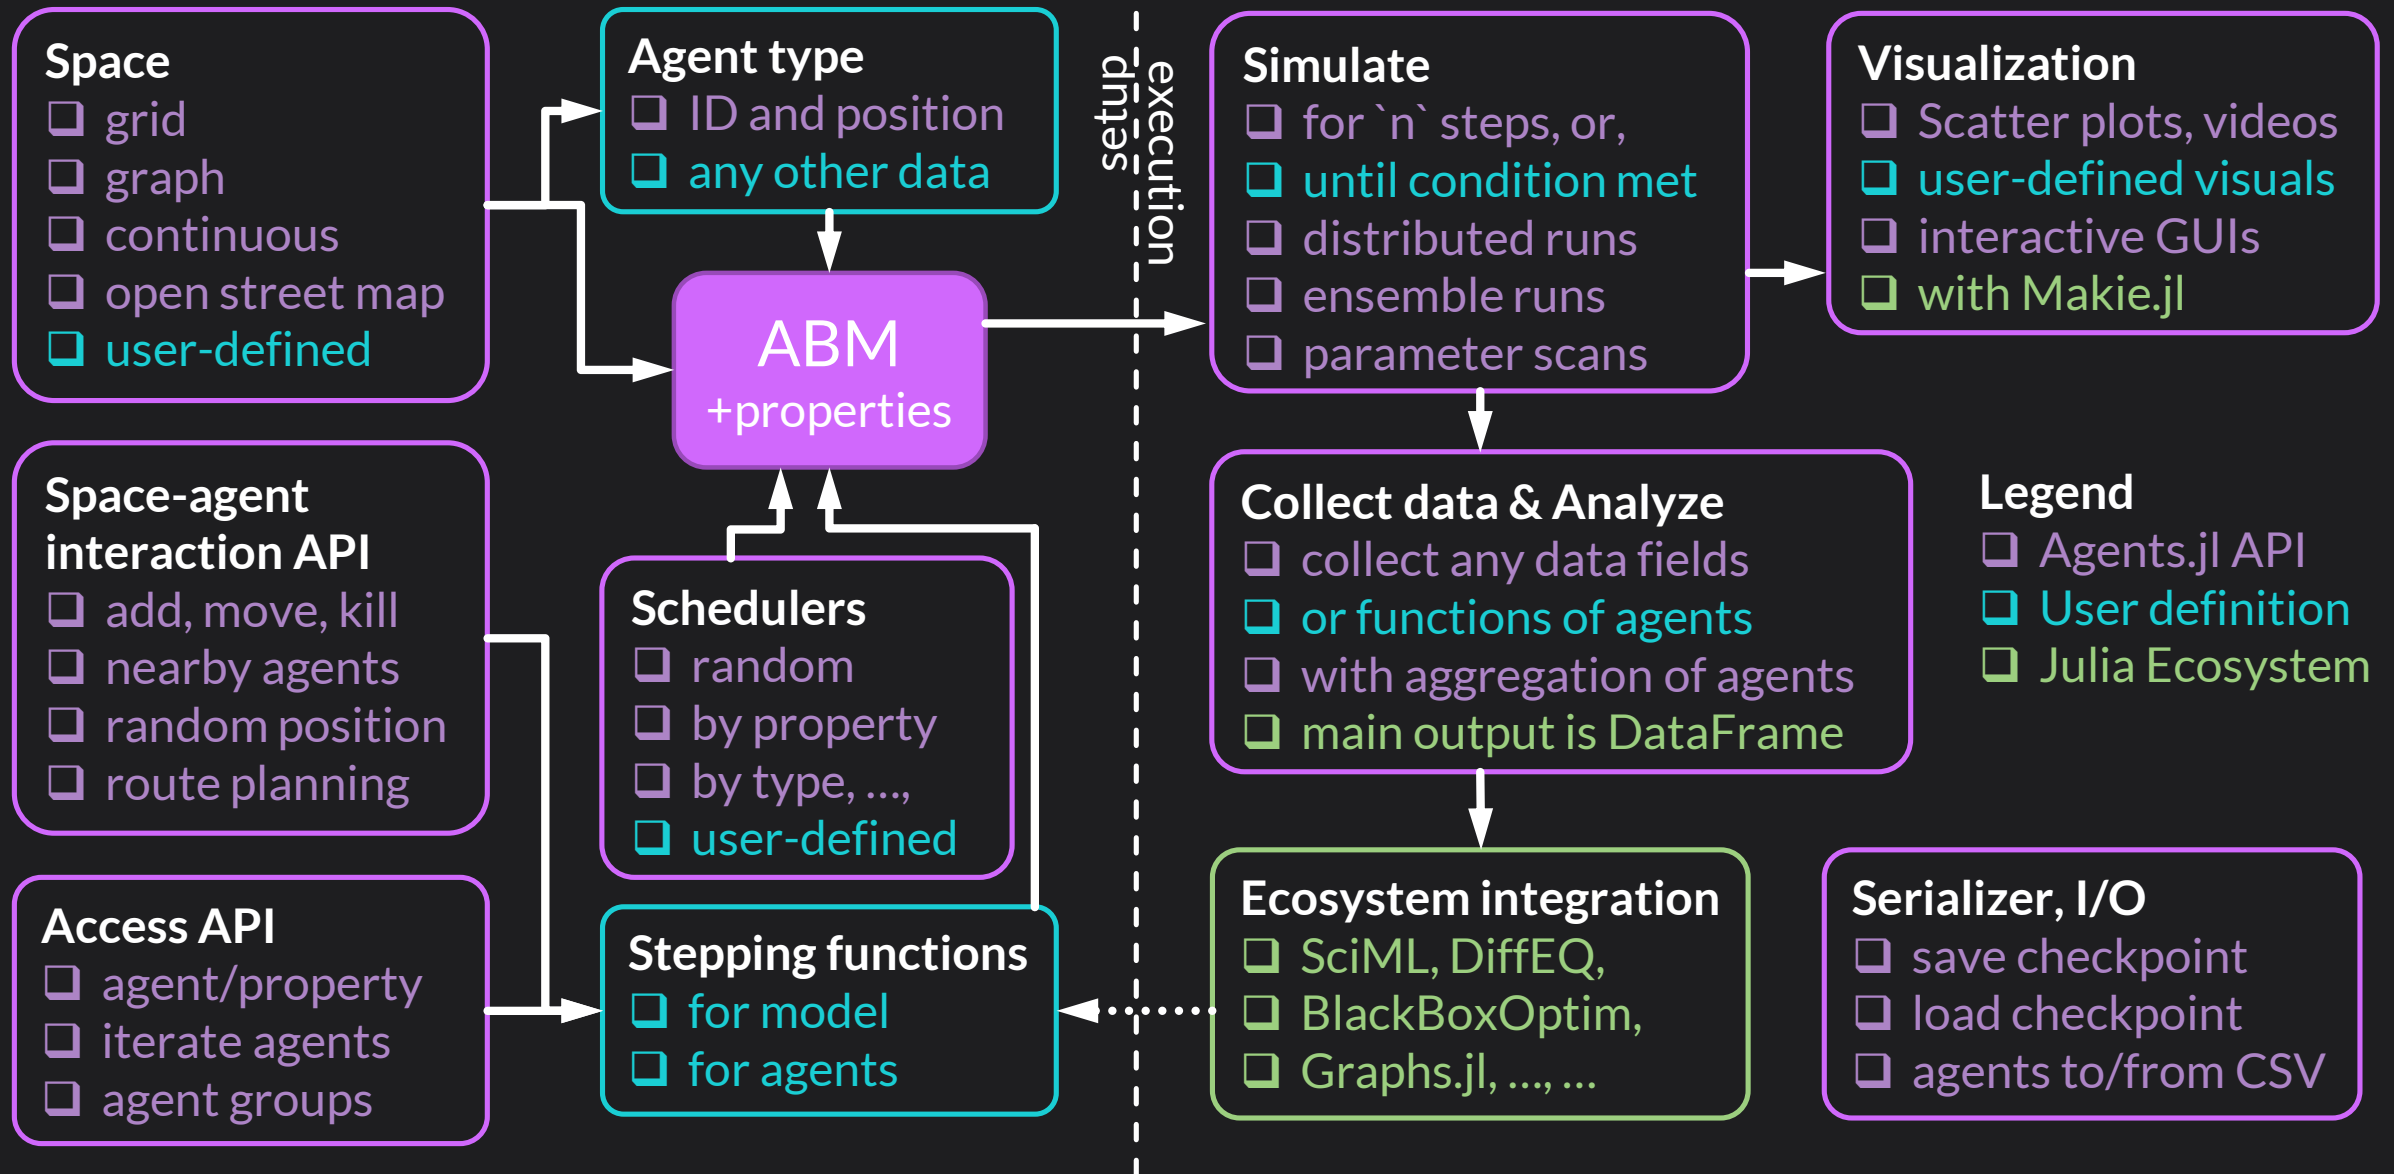 Space
grid
graph
continuous
open street map
user-defined
Agent type
ID and position
any other data
ABM
+properties
Space-agent
interaction API
add, move, kill
nearby agents
random position
route planning
Schedulers
random
by property
by type, ...,
user-defined
Access API
agent/property
iterate agents
agent groups
Stepping functions
for model
for agents
setup
execution
Simulate
for `n` steps, or,
until condition met
distributed runs
ensemble runs
parameter scans
Visualization
Scatter plots, videos
user-defined visuals
interactive GUIs
with Makie.jl
Collect data & Analyze
collect any data fields
or functions of agents
with aggregation of agents
main output is DataFrame
Legend
Agents.jl API
User definition
Julia Ecosystem
Ecosystem integration
SciML, DiffEQ,
BlackBoxOptim,
Graphs.jl, ..., ...
Serializer, I/O
save checkpoint
load checkpoint
agents to/from CSV